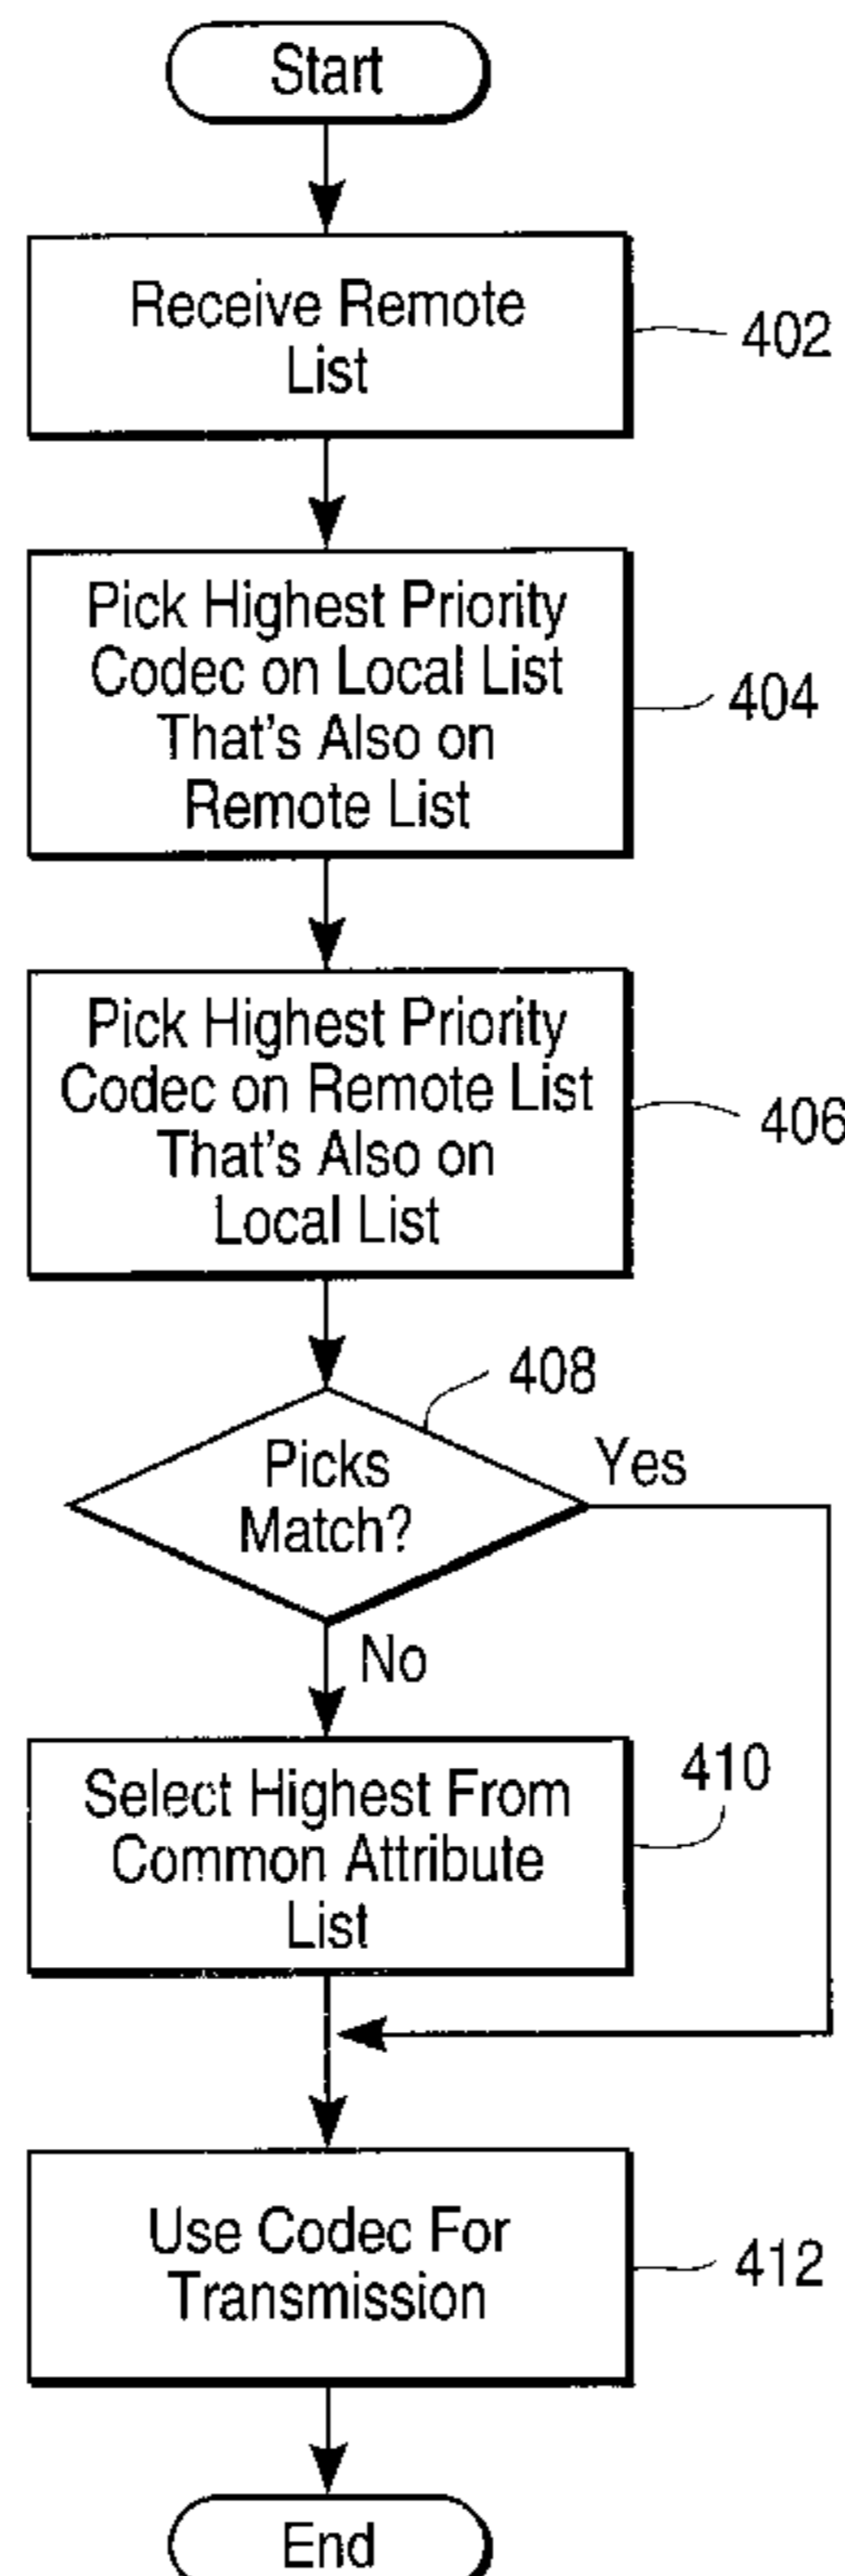 Start
Receive Remote
List
402
Pick Highest Priority
Codec on Local List
That's Also on
Remote List
404
Pick Highest Priority
Codec on Remote List
That's Also on
Local List
406
408
Picks
Match?
Yes
No
Select Highest From
Common Attribute
List
410
Use Codec For
Transmission
412
End